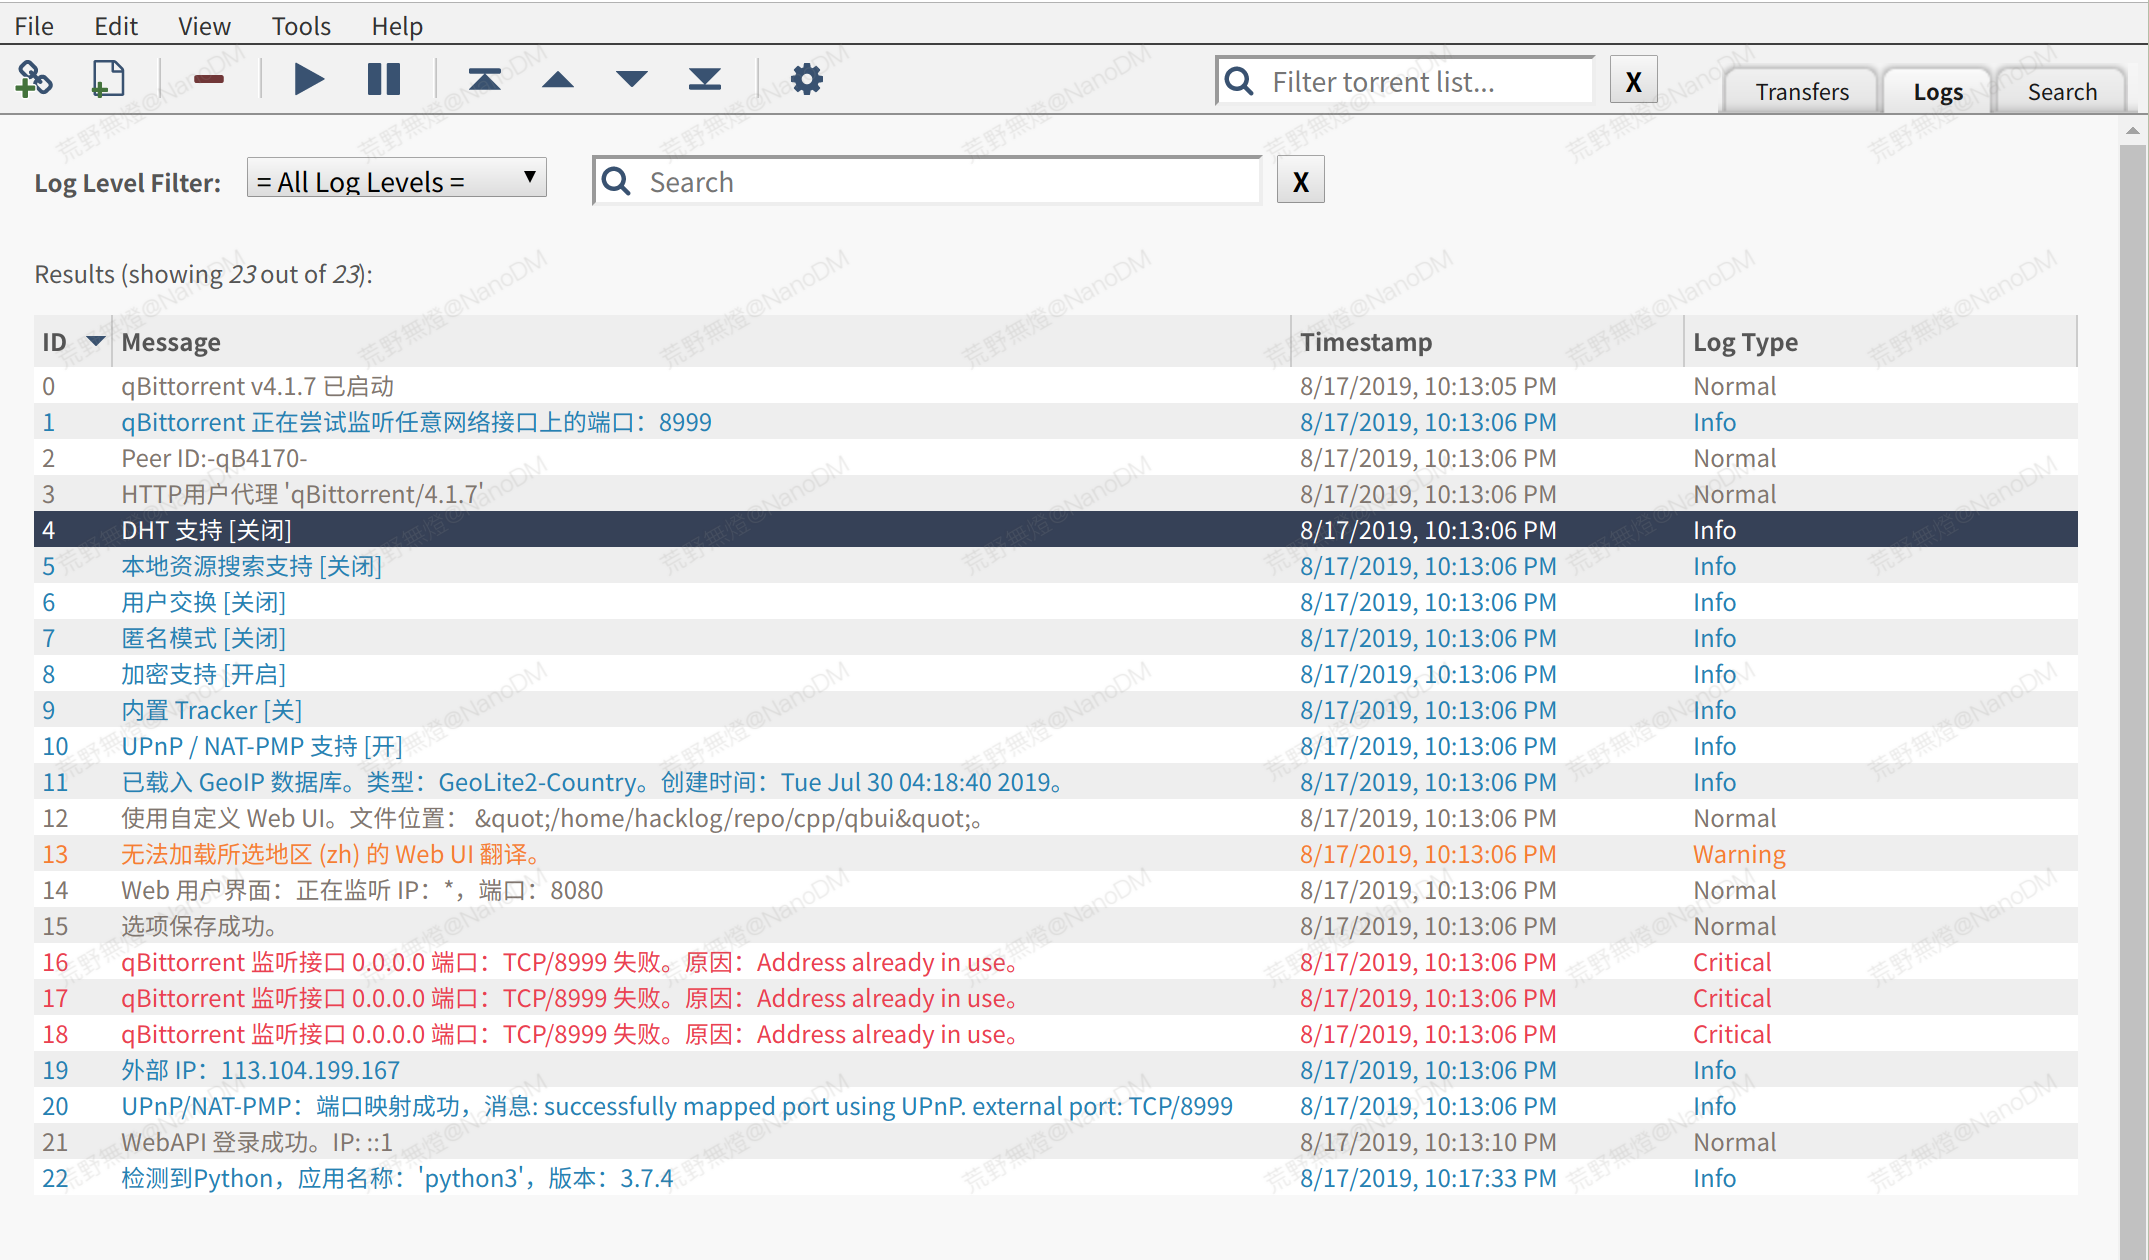 File Edit View Tools Help
Filter torrent list... X Transfers Logs Search
Log Level Filter: = All Log Levels = Search X
Results (showing 23 out of 23):
ID Message Timestamp Log Type
0 qBittorrent v4.1.7 已启动 8/17/2019, 10:13:05 PM Normal
1 qBittorrent 正在尝试监听任意网络接口上的端口：8999 8/17/2019, 10:13:06 PM Info
2 Peer ID:-qB4170- 8/17/2019, 10:13:06 PM Normal
3 HTTP用户代理 'qBittorrent/4.1.7' 8/17/2019, 10:13:06 PM Normal
4 DHT 支持 [关闭] 8/17/2019, 10:13:06 PM Info
5 本地资源搜索支持 [关闭] 8/17/2019, 10:13:06 PM Info
6 用户交换 [关闭] 8/17/2019, 10:13:06 PM Info
7 匿名模式 [关闭] 8/17/2019, 10:13:06 PM Info
8 加密支持 [开启] 8/17/2019, 10:13:06 PM Info
9 内置 Tracker [关] 8/17/2019, 10:13:06 PM Info
10 UPnP / NAT-PMP 支持 [开] 8/17/2019, 10:13:06 PM Info
11 已载入 GeoIP 数据库。类型：GeoLite2-Country。创建时间：Tue Jul 30 04:18:40 2019。 8/17/2019, 10:13:06 PM Info
12 使用自定义 Web UI。文件位置： &quot;/home/hacklog/repo/cpp/qbui&quot;。 8/17/2019, 10:13:06 PM Normal
13 无法加载所选地区 (zh) 的 Web UI 翻译。 8/17/2019, 10:13:06 PM Warning
14 Web 用户界面：正在监听 IP：*，端口：8080 8/17/2019, 10:13:06 PM Normal
15 选项保存成功。 8/17/2019, 10:13:06 PM Normal
16 qBittorrent 监听接口 0.0.0.0 端口：TCP/8999 失败。原因：Address already in use。 8/17/2019, 10:13:06 PM Critical
17 qBittorrent 监听接口 0.0.0.0 端口：TCP/8999 失败。原因：Address already in use。 8/17/2019, 10:13:06 PM Critical
18 qBittorrent 监听接口 0.0.0.0 端口：TCP/8999 失败。原因：Address already in use。 8/17/2019, 10:13:06 PM Critical
19 外部 IP：113.104.199.167 8/17/2019, 10:13:06 PM Info
20 UPnP/NAT-PMP：端口映射成功，消息: successfully mapped port using UPnP. external port: TCP/8999 8/17/2019, 10:13:06 PM Info
21 WebAPI 登录成功。IP: ::1 8/17/2019, 10:13:10 PM Normal
22 检测到Python，应用名称：'python3'，版本：3.7.4 8/17/2019, 10:17:33 PM Info
荒野無燈@NanoDM